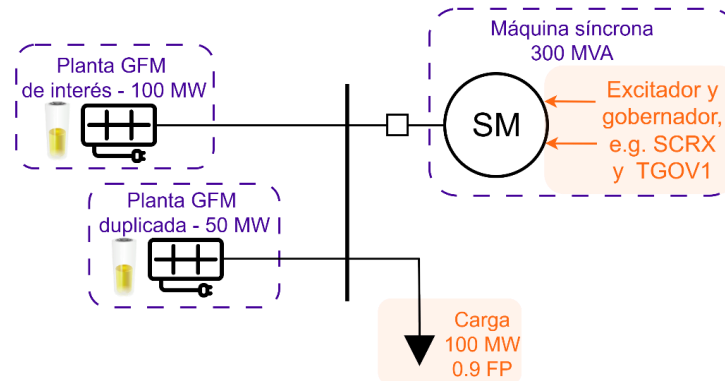 Máquina síncrona
300 MVA
Planta GFM
de interés - 100 MW
SM
Excitador y
gobernador,
e.g. SCRX
y TGOV1
Planta GFM
duplicada - 50 MW
Carga
100 MW
0.9 FP